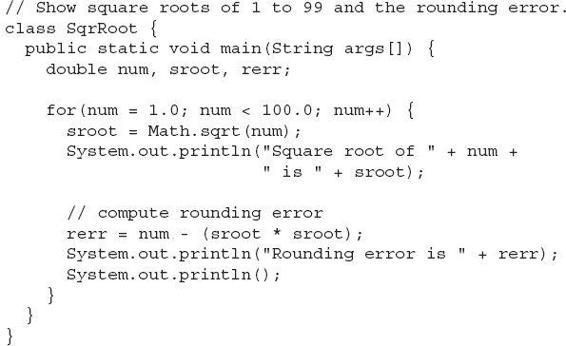 // Show square roots of 1 to 99 and the rounding error.
class SqrRoot {
  public static void main(String args[]) {
    double num, sroot, rerr;

    for(num = 1.0; num < 100.0; num++) {
      sroot = Math.sqrt(num);
      System.out.println("Square root of " + num +
                         " is " + sroot);

      // compute rounding error
      rerr = num - (sroot * sroot);
      System.out.println("Rounding error is " + rerr);
      System.out.println();
    }
  }
}